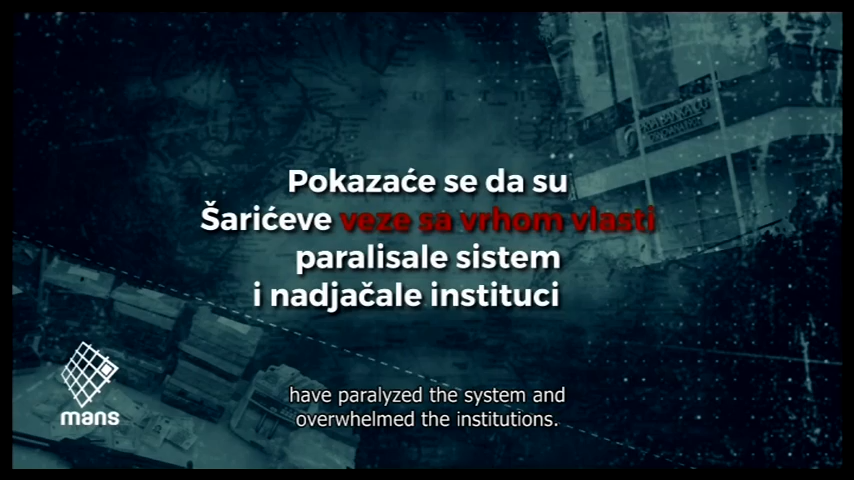 Pokazaće se da su
Šarićeve veze sa vrhom vlasti
paralisale sistem
i nadjačale instituci
mans
have paralyzed the system and
overwhelmed the institutions.